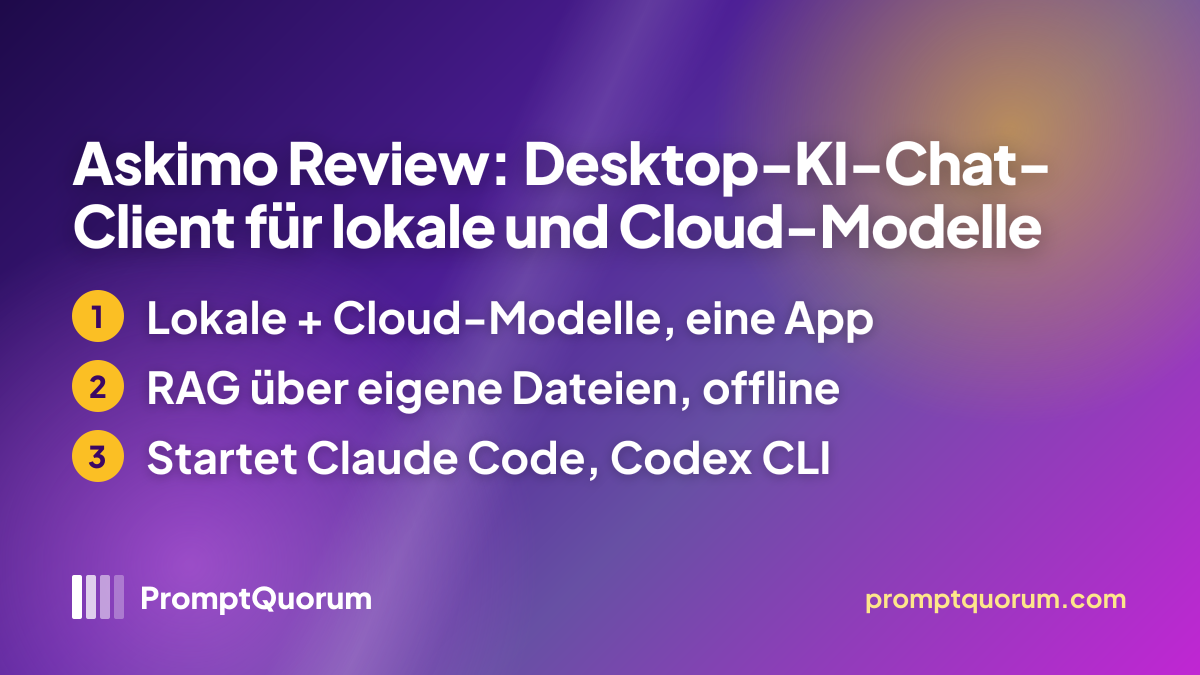 Askimo Review: Desktop-KI-Chat-
Client für lokale und Cloud-Modelle
1 Lokale + Cloud-Modelle, eine App
2 RAG über eigene Dateien, offline
3 Startet Claude Code, Codex CLI
PromptQuorum
promptquorum.com